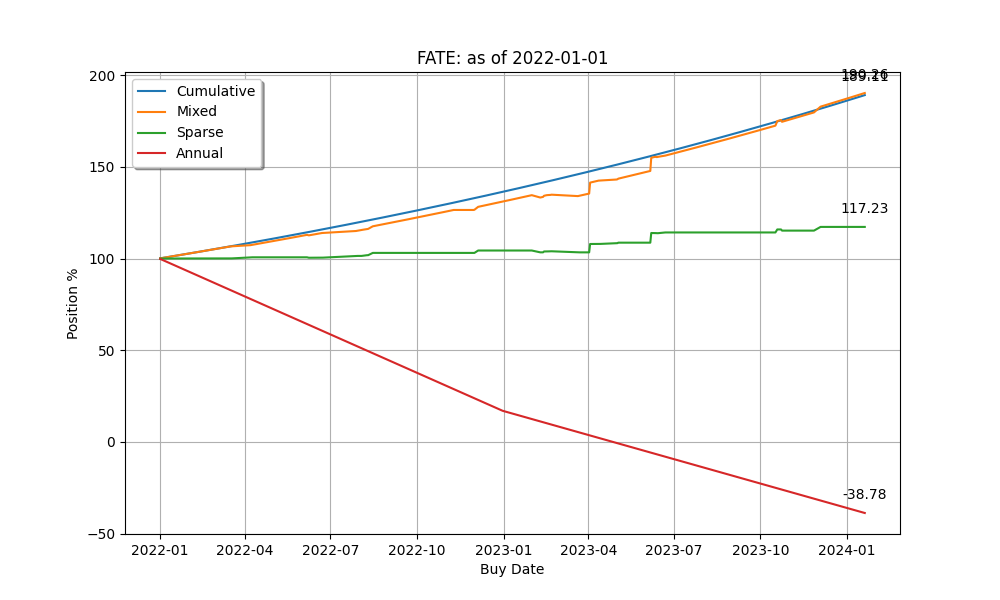 FATE: as of 2022-01-01
Cumulative
Mixed
Sparse
Annual
200
150
100
50
0
−50
Position %
117.23
-38.78
2022-01
2022-04
2022-07
2022-10
2023-01
2023-04
2023-07
2023-10
2024-01
Buy Date